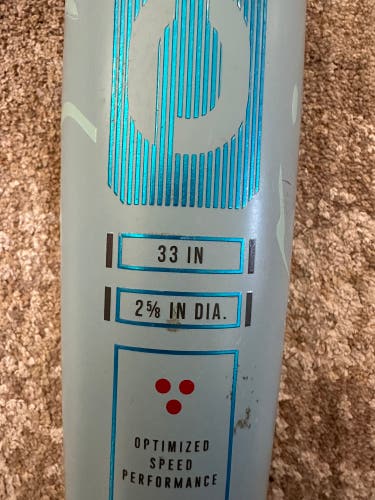 33 IN
2⅝ IN DIA.
OPTIMIZED
SPEED
PERFORMANCE